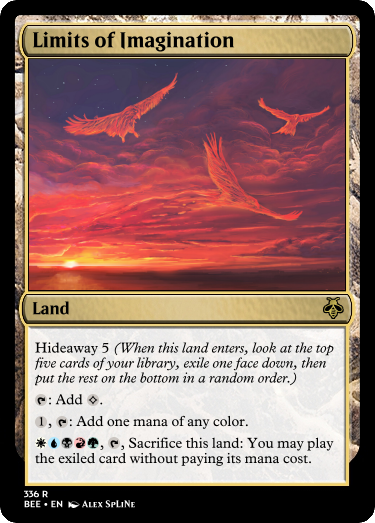 Limits of Imagination
Land
Hideaway 5 (When this land enters, look at the top
five cards of your library, exile one face down, then
put the rest on the bottom in a random order.)
: Add .
1, : Add one mana of any color.
, , Sacrifice this land: You may play
the exiled card without paying its mana cost.
336 R
BEE • EN Alex SpLiNe